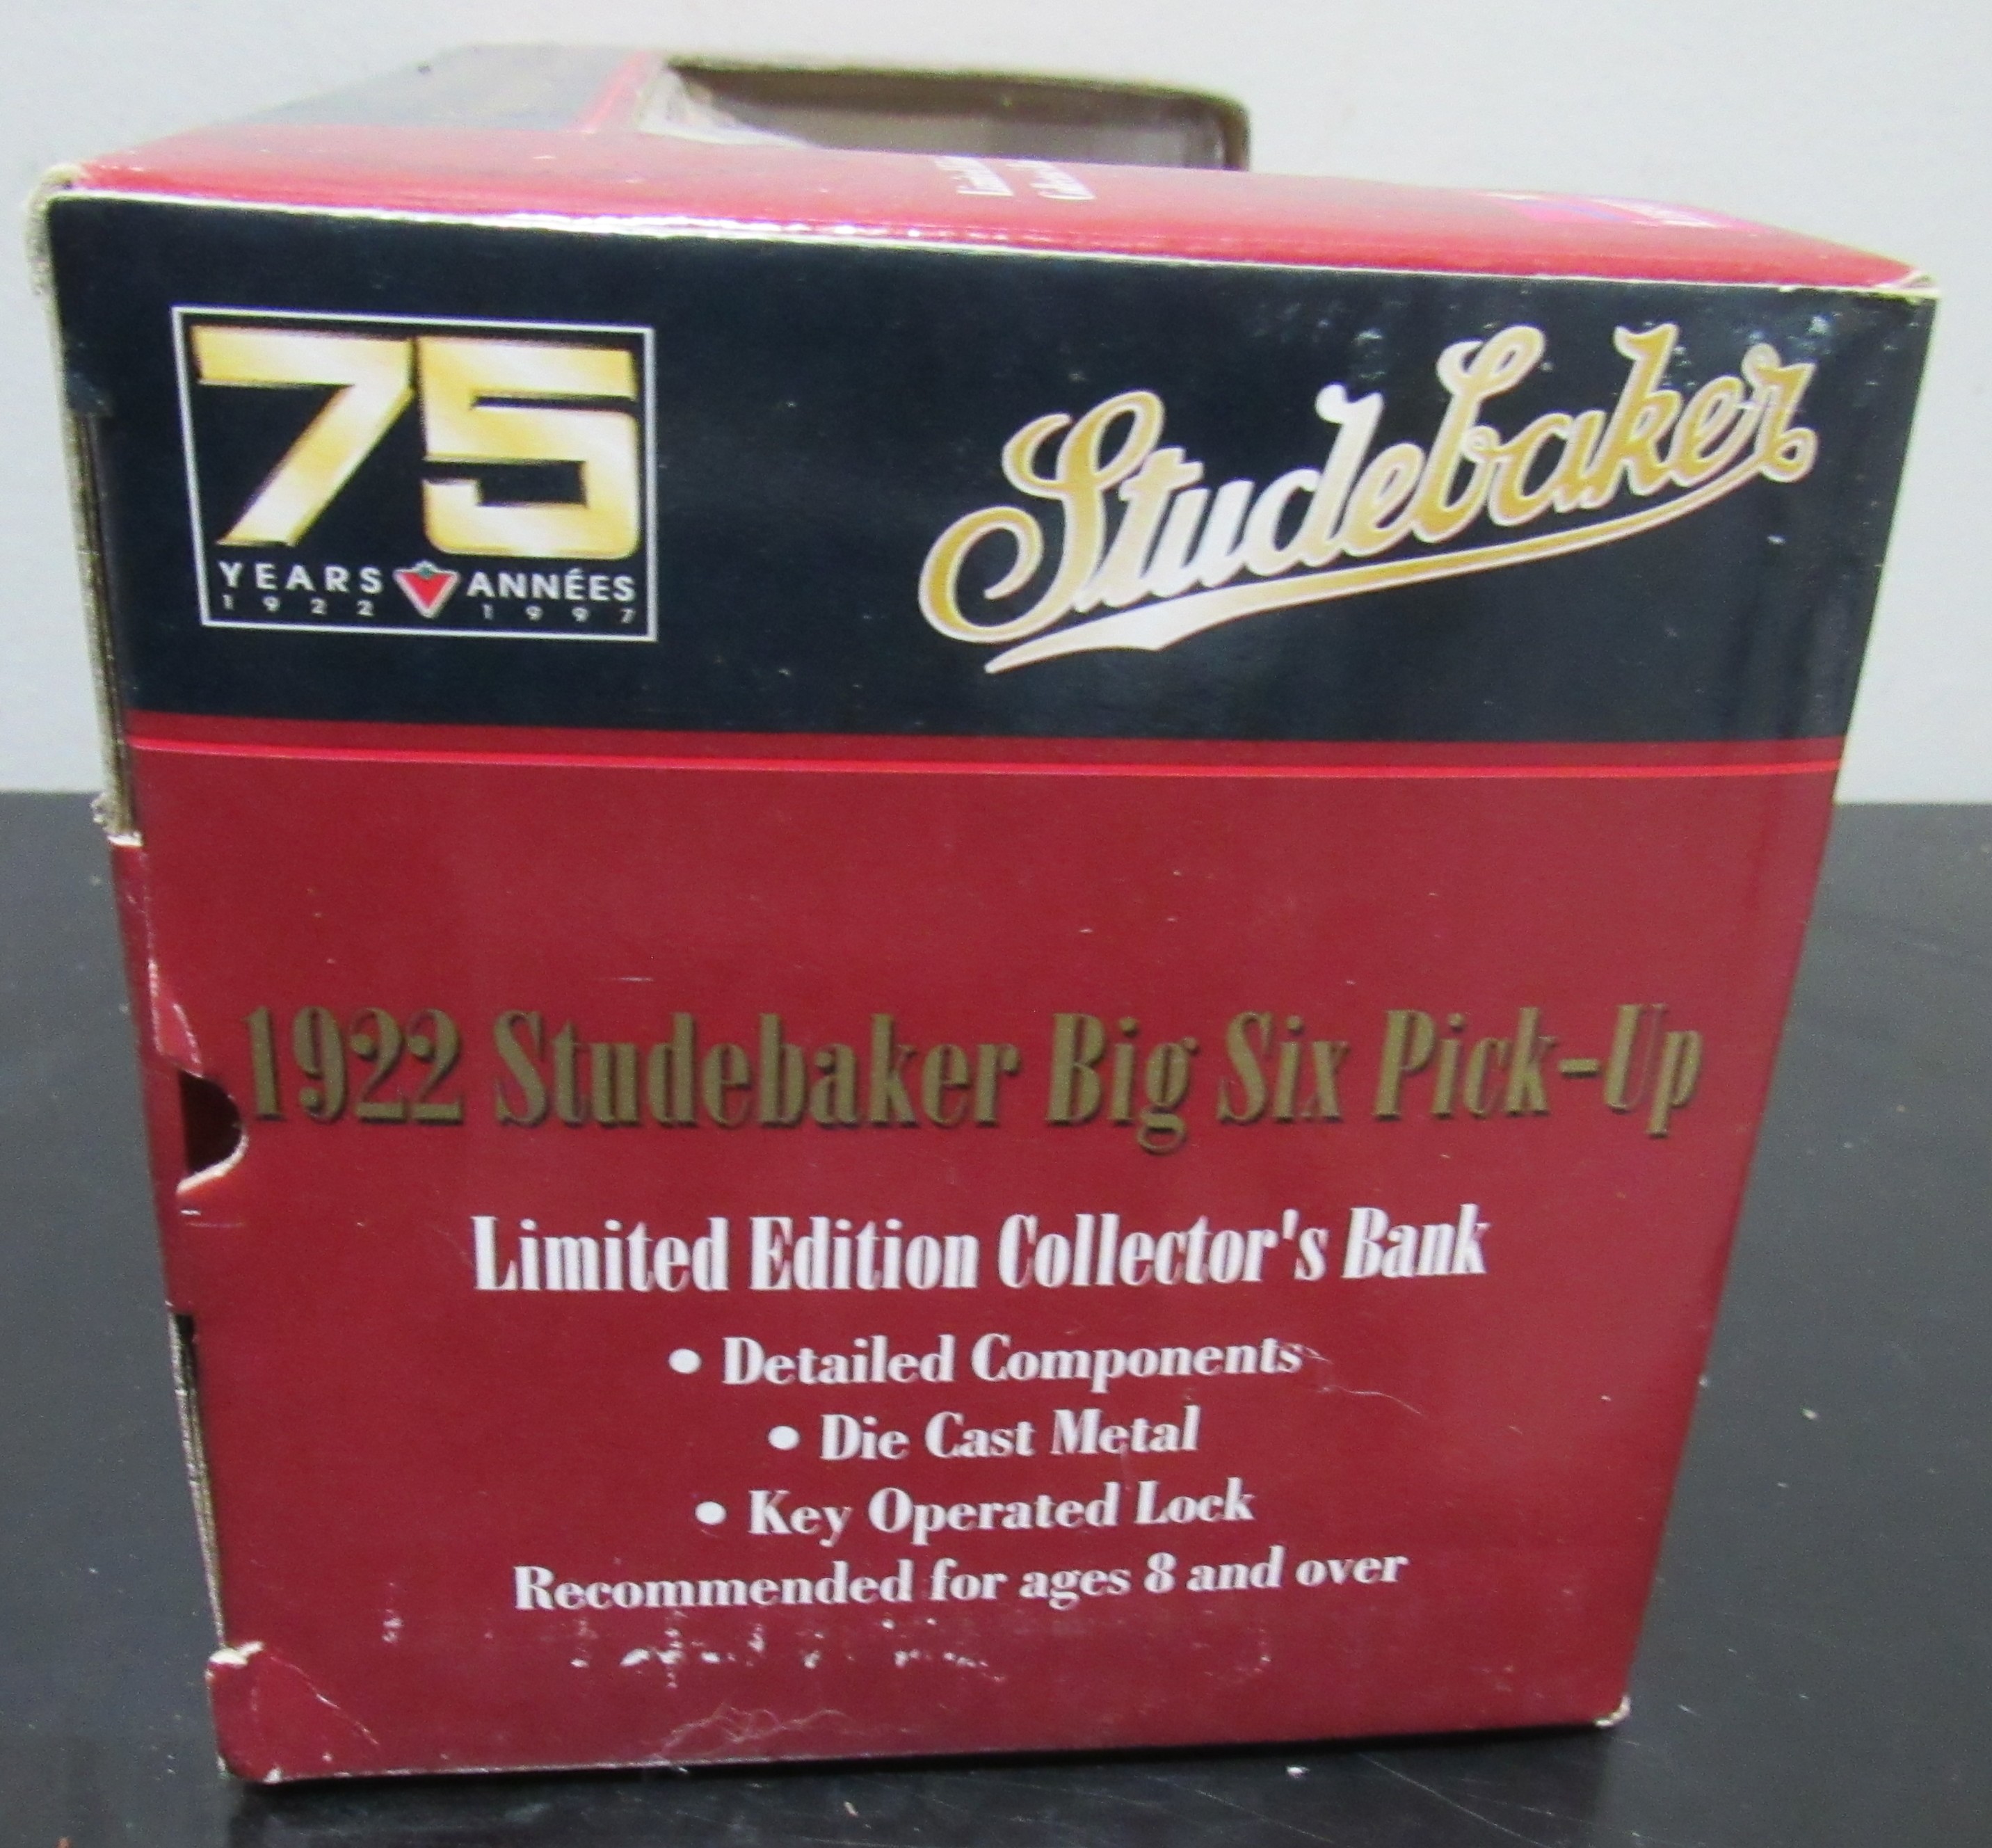 75
YEARS ANNÉES
1922 1997
Studebaker
1922 Studebaker Big Six Pick-Up
Limited Edition Collector's Bank
• Detailed Components
• Die Cast Metal
• Key Operated Lock
Recommended for ages 8 and over